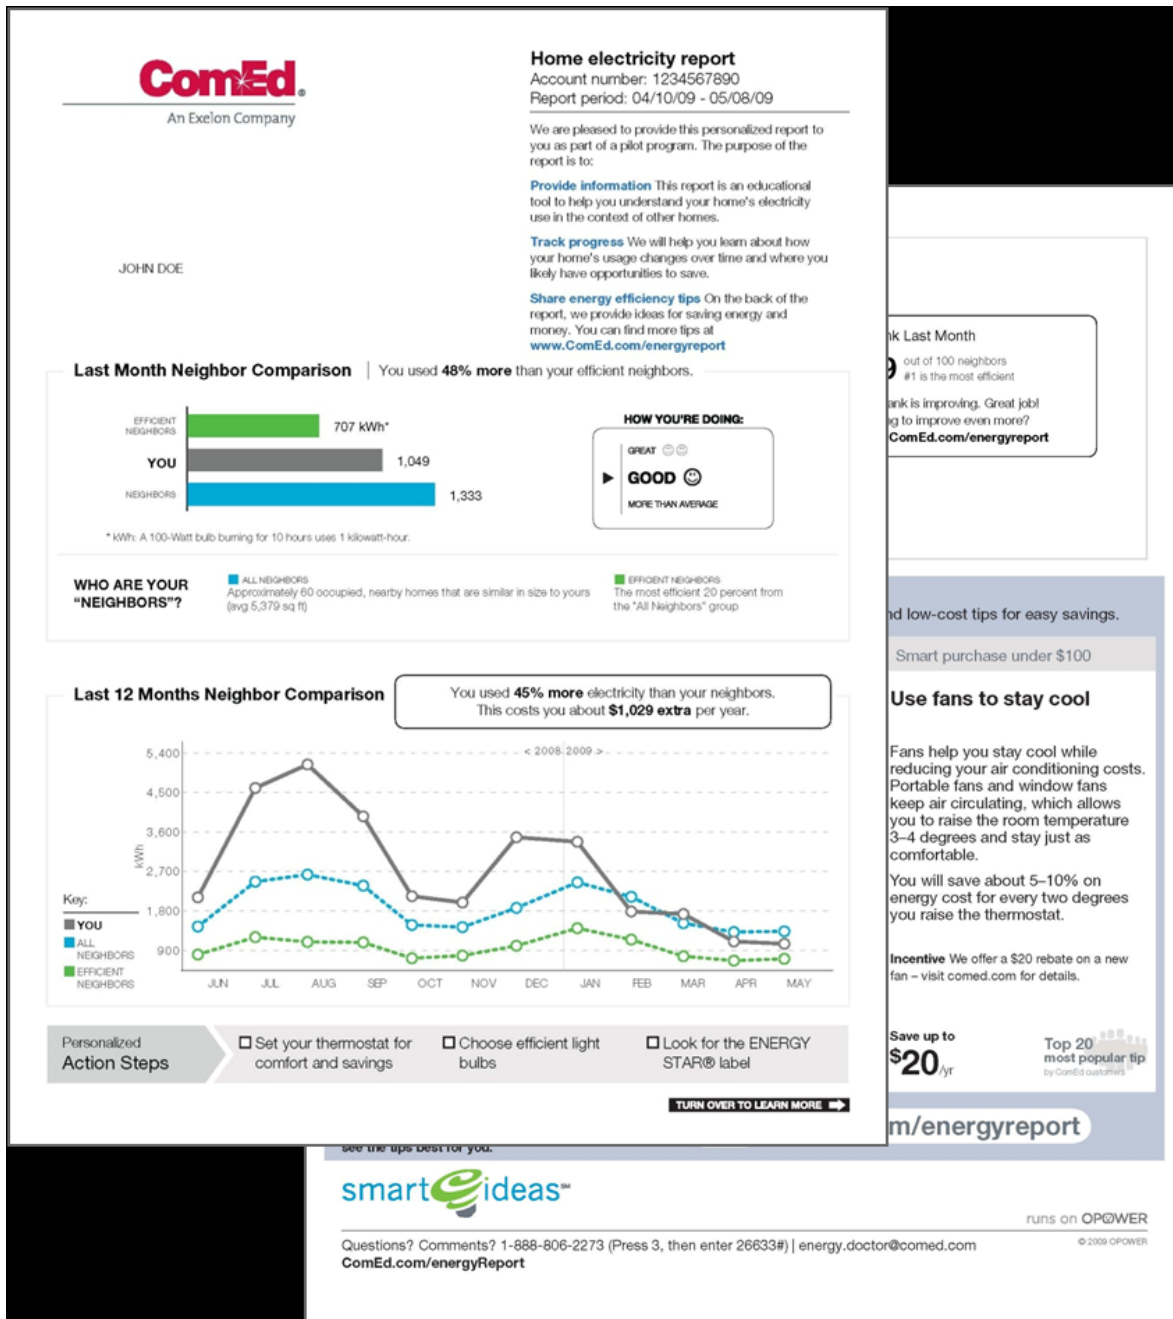 ComEd®
An Exelon Company
Home electricity report
Account number: 1234567890
Report period: 04/10/09 - 05/08/09
We are pleased to provide this personalized report to
you as part of a pilot program. The purpose of the
report is to:
Provide information This report is an educational
tool to help you understand your home's electricity
use in the context of other homes.
Track progress We will help you learn about how
your home's usage changes over time and where you
likely have opportunities to save.
Share energy efficiency tips On the back of the
report, we provide ideas for saving energy and
money. You can find more tips at
www.ComEd.com/energyreport
JOHN DOE
Last Month Neighbor Comparison | You used 48% more than your efficient neighbors.
EFFICIENT
NEIGHBORS
707 kWh*
YOU
1,049
NEIGHBORS
1,333
HOW YOU'RE DOING:
GREAT
GOOD
MORE THAN AVERAGE
* kWh: A 100-Watt bulb burning for 10 hours uses 1 kilowatt-hour.
WHO ARE YOUR
"NEIGHBORS"?
ALL NEIGHBORS
Approximately 60 occupied, nearby homes that are similar in size to yours
(avg 5,379 sq ft)
EFFICIENT NEIGHBORS
The most efficient 20 percent from
the "All Neighbors" group
Last 12 Months Neighbor Comparison
You used 45% more electricity than your neighbors.
This costs you about $1,029 extra per year.
< 2008 2009 >
5,400
4,500
3,600
2,700
1,800
900
kWh
Key:
YOU
ALL
NEIGHBORS
EFFICIENT
NEIGHBORS
JUN JUL AUG SEP OCT NOV DEC JAN FEB MAR APR MAY
Personalized
Action Steps
Set your thermostat for
comfort and savings
Choose efficient light
bulbs
Look for the ENERGY
STAR® label
TURN OVER TO LEARN MORE
nk Last Month
9 out of 100 neighbors
#1 is the most efficient
ank is improving. Great job!
g to improve even more?
ComEd.com/energyreport
nd low-cost tips for easy savings.
Smart purchase under $100
Use fans to stay cool
Fans help you stay cool while
reducing your air conditioning costs.
Portable fans and window fans
keep air circulating, which allows
you to raise the room temperature
3–4 degrees and stay just as
comfortable.
You will save about 5–10% on
energy cost for every two degrees
you raise the thermostat.
Incentive We offer a $20 rebate on a new
fan – visit comed.com for details.
Save up to
$20/yr
Top 20
most popular tip
by ComEd customers
m/energyreport
see the tips best for you.
smart ideas℠
runs on OPOWER
© 2009 OPOWER
Questions? Comments? 1-888-806-2273 (Press 3, then enter 26633#) | energy.doctor@comed.com
ComEd.com/energyReport